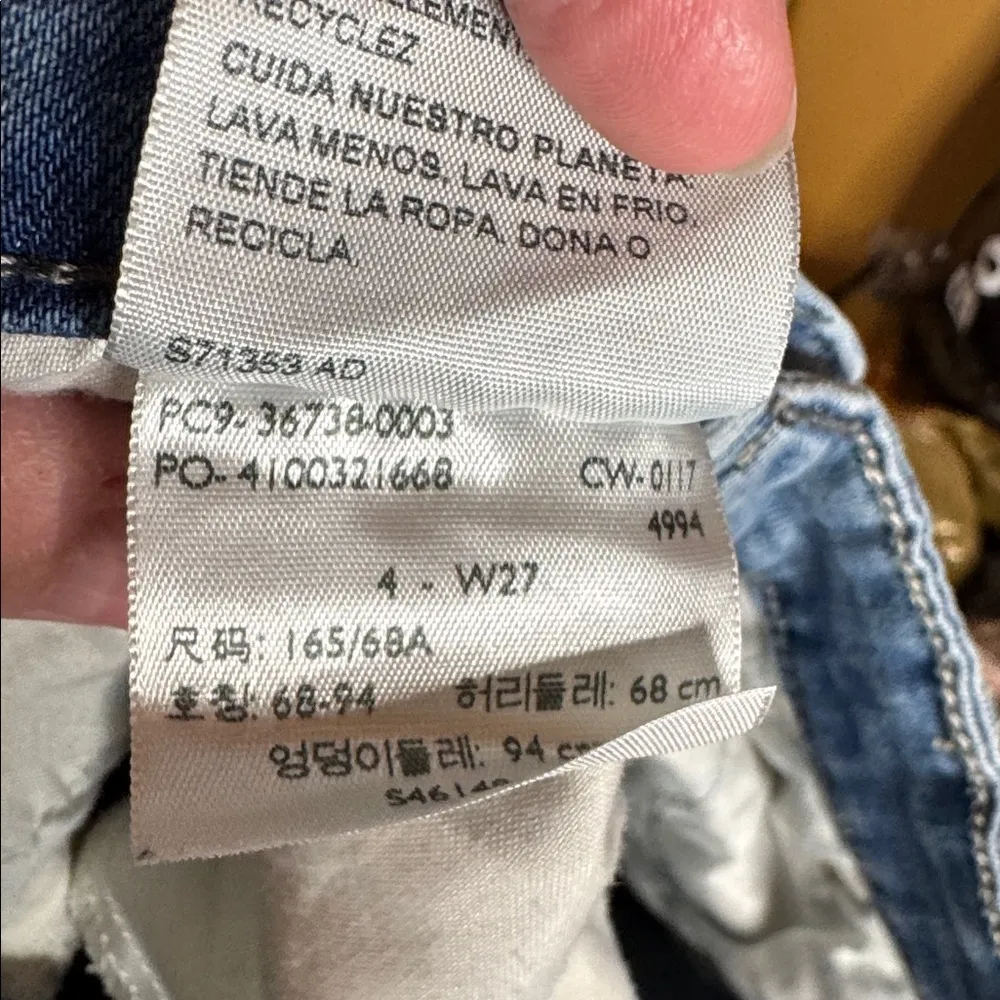 RECYCLEZ
CUIDA NUESTRO PLANETA:
LAVA MENOS, LAVA EN FRIO,
TIENDE LA ROPA, DONA O
RECICLA.
S71353 AD
PC9-36738-0003
PO-4100321668 CW-0117
4994
4 - W27
尺码: 165/68A
호칭: 68-94 허리둘레: 68 cm
엉덩이둘레: 94 cm